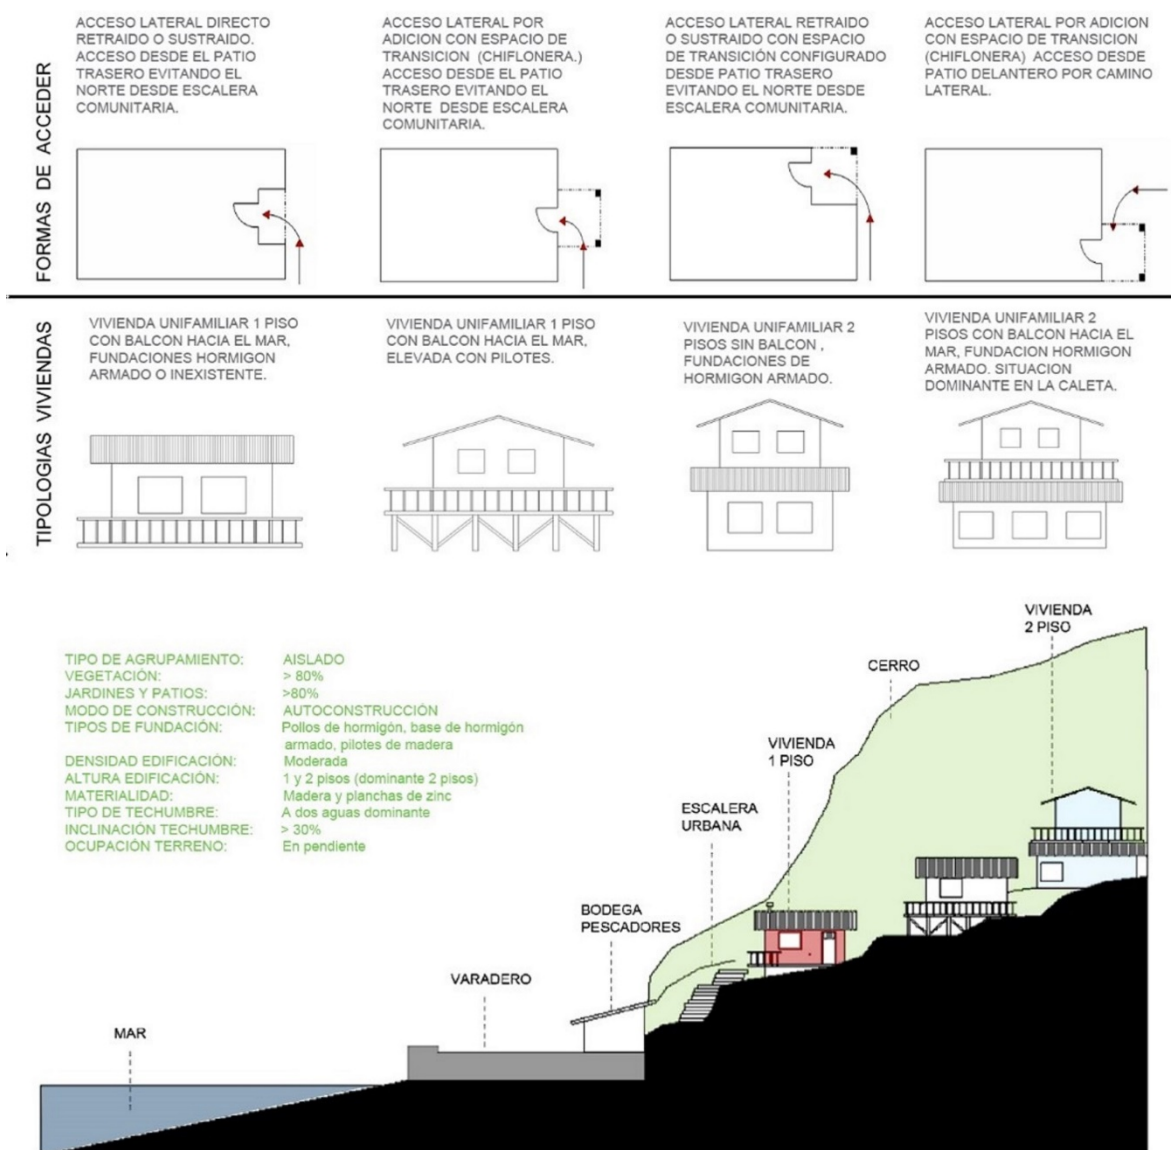 FORMAS DE ACCEDER
ACCESO LATERAL DIRECTO
RETRAIDO O SUSTRAIDO.
ACCESO DESDE EL PATIO
TRASERO EVITANDO EL
NORTE DESDE ESCALERA
COMUNITARIA.
ACCESO LATERAL POR
ADICION CON ESPACIO DE
TRANSICION (CHIFLONERA.)
ACCESO DESDE EL PATIO
TRASERO EVITANDO EL
NORTE DESDE ESCALERA
COMUNITARIA.
ACCESO LATERAL RETRAIDO
O SUSTRAIDO CON ESPACIO
DE TRANSICIÓN CONFIGURADO
DESDE PATIO TRASERO
EVITANDO EL NORTE DESDE
ESCALERA COMUNITARIA.
ACCESO LATERAL POR ADICION
CON ESPACIO DE TRANSICION
(CHIFLONERA) ACCESO DESDE
PATIO DELANTERO POR CAMINO
LATERAL.
TIPOLOGIAS VIVIENDAS
VIVIENDA UNIFAMILIAR 1 PISO
CON BALCON HACIA EL MAR,
FUNDACIONES HORMIGON
ARMADO O INEXISTENTE.
VIVIENDA UNIFAMILIAR 1 PISO
CON BALCON HACIA EL MAR,
ELEVADA CON PILOTES.
VIVIENDA UNIFAMILIAR 2
PISOS SIN BALCON ,
FUNDACIONES DE
HORMIGON ARMADO.
VIVIENDA UNIFAMILIAR 2
PISOS CON BALCON HACIA EL
MAR, FUNDACION HORMIGON
ARMADO. SITUACION
DOMINANTE EN LA CALETA.
TIPO DE AGRUPAMIENTO: AISLADO
VEGETACIÓN: > 80%
JARDINES Y PATIOS: >80%
MODO DE CONSTRUCCIÓN: AUTOCONSTRUCCIÓN
TIPOS DE FUNDACIÓN: Pollos de hormigón, base de hormigón
armado, pilotes de madera
DENSIDAD EDIFICACIÓN: Moderada
ALTURA EDIFICACIÓN: 1 y 2 pisos (dominante 2 pisos)
MATERIALIDAD: Madera y planchas de zinc
TIPO DE TECHUMBRE: A dos aguas dominante
INCLINACIÓN TECHUMBRE: > 30%
OCUPACIÓN TERRENO: En pendiente
VIVIENDA
2 PISO
CERRO
VIVIENDA
1 PISO
ESCALERA
URBANA
BODEGA
PESCADORES
VARADERO
MAR